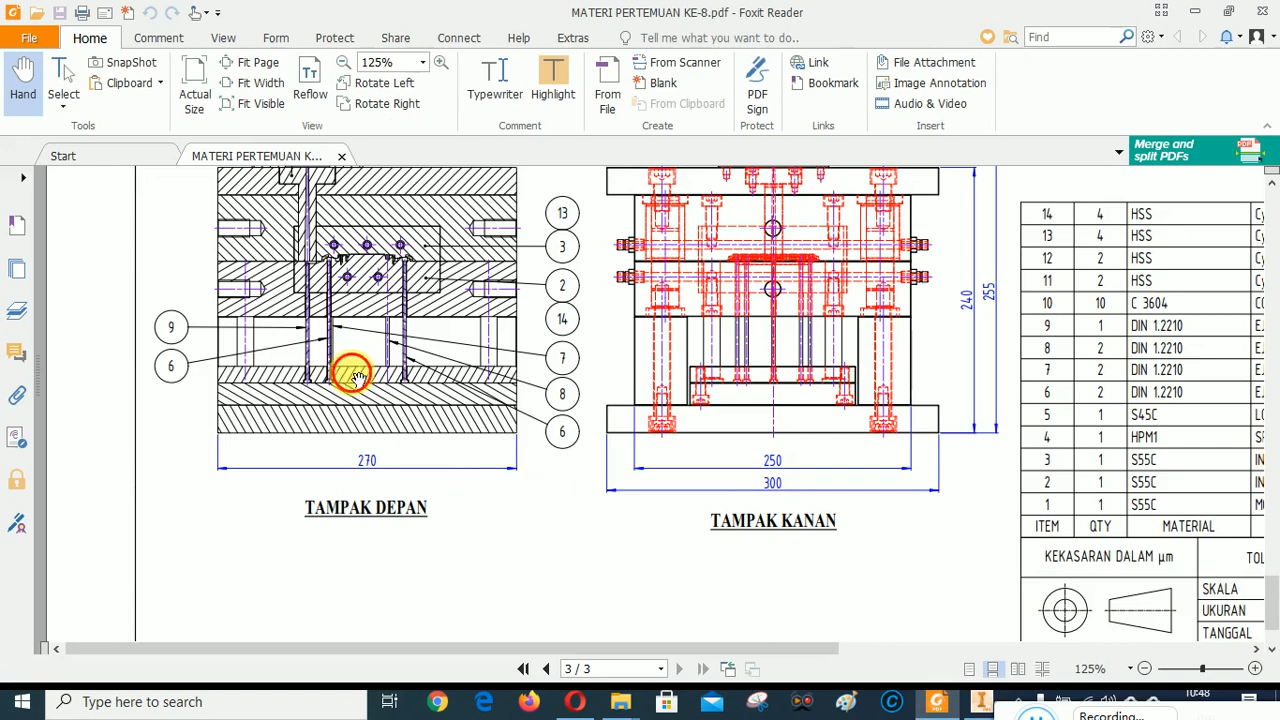 MATERI PERTEMUAN KE-8.pdf - Foxit Reader
File Home Comment View Form Protect Share Connect Help Extras Tell me what you want to do... Find
Hand
Select
SnapShot
Clipboard
Tools
Actual Size
Fit Page
Fit Width
Fit Visible
Reflow
125%
Rotate Left
Rotate Right
View
Typewriter
Highlight
Comment
From File
From Scanner
Blank
From Clipboard
Create
PDF Sign
Protect
Link
Bookmark
Links
File Attachment
Image Annotation
Audio & Video
Insert
Start
MATERI PERTEMUAN K...
Merge and split PDFs
PDF
13
3
2
14
9
6
7
8
6
270
TAMPAK DEPAN
240
255
250
300
TAMPAK KANAN
14 4 HSS
13 4 HSS
12 2 HSS
11 2 HSS
10 10 C 3604
9 1 DIN 1.2210
8 2 DIN 1.2210
7 2 DIN 1.2210
6 2 DIN 1.2210
5 1 S45C
4 1 HPM1
3 1 S55C
2 1 S55C
1 1 S55C
ITEM QTY MATERIAL
KEKASARAN DALAM µm
SKALA
UKURAN
TANGGAL
3 / 3
125%
Type here to search
10:48
Recording...